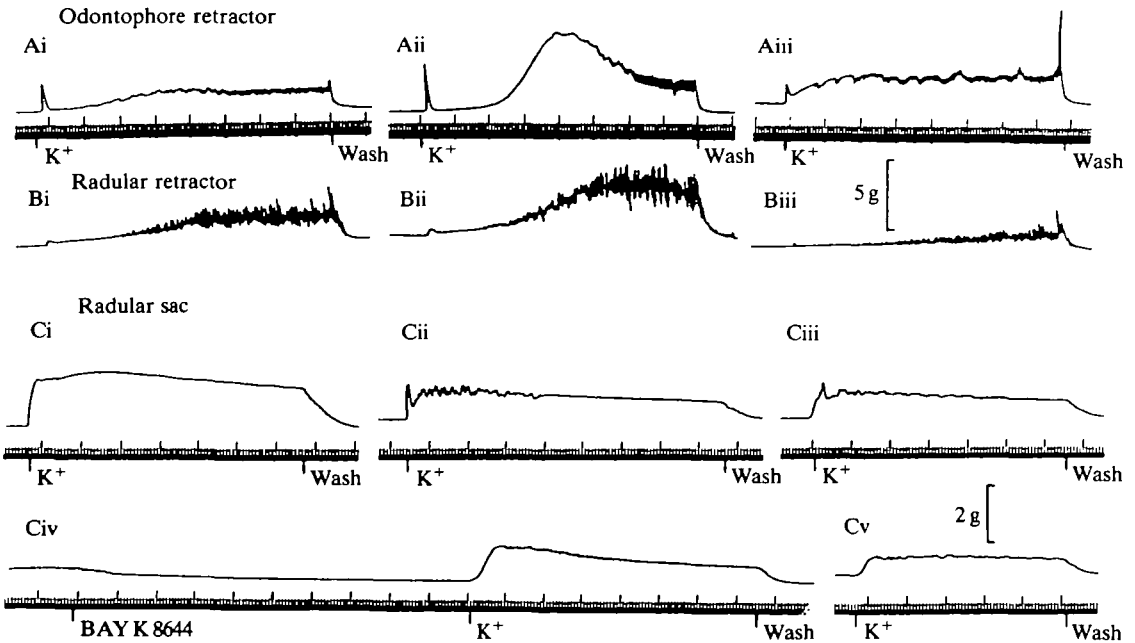 Odontophore retractor
Ai Aii Aiii
K+ Wash K+ Wash K+ Wash
Radular retractor
Bi Bii Biii
5 g
Radular sac
Ci Cii Ciii
K+ Wash K+ Wash K+ Wash
2 g
Civ Cv
BAY K 8644 K+ Wash K+ Wash